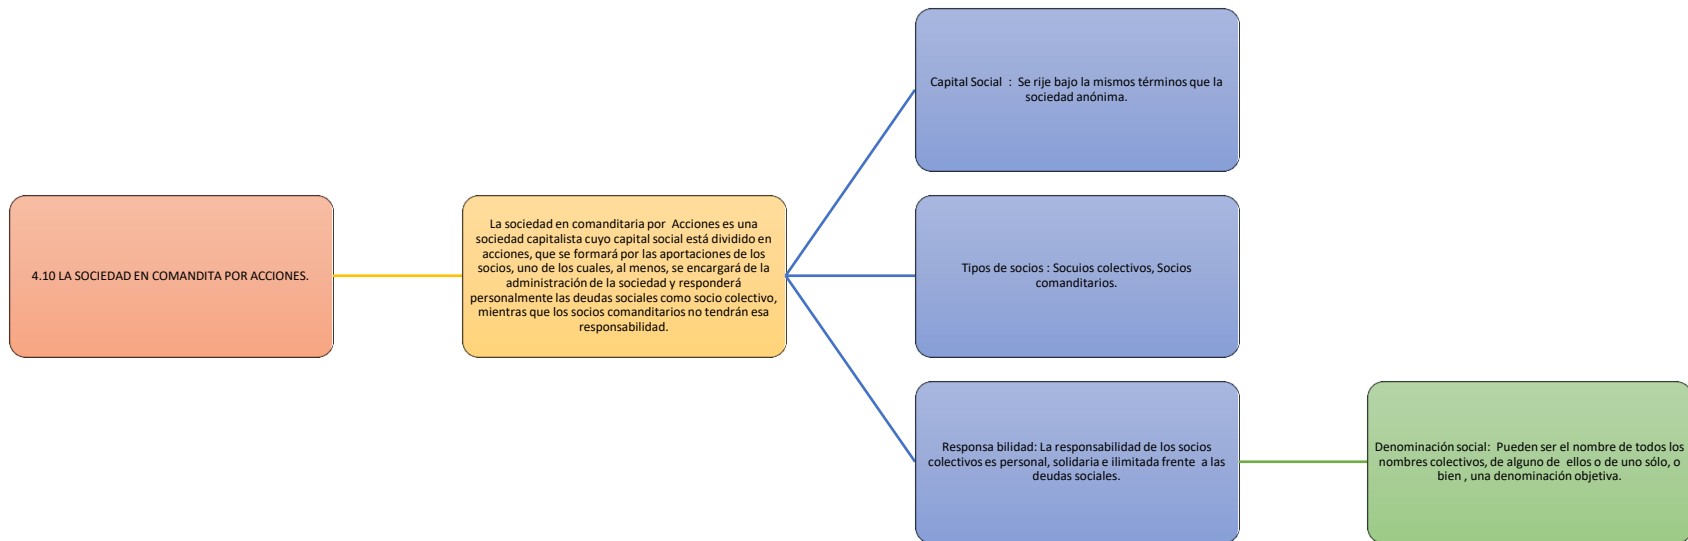 4.10 LA SOCIEDAD EN COMANDITA POR ACCIONES.
La sociedad en comanditaria por Acciones es una
sociedad capitalista cuyo capital social está dividido en
acciones, que se formará por las aportaciones de los
socios, uno de los cuales, al menos, se encargará de la
administración de la sociedad y responderá
personalmente las deudas sociales como socio colectivo,
mientras que los socios comanditarios no tendrán esa
responsabilidad.
Capital Social : Se rije bajo la mismos términos que la
sociedad anónima.
Tipos de socios : Socuios colectivos, Socios
comanditarios.
Responsa bilidad: La responsabilidad de los socios
colectivos es personal, solidaria e ilimitada frente a las
deudas sociales.
Denominación social: Pueden ser el nombre de todos los
nombres colectivos, de alguno de ellos o de uno sólo, o
bien , una denominación objetiva.